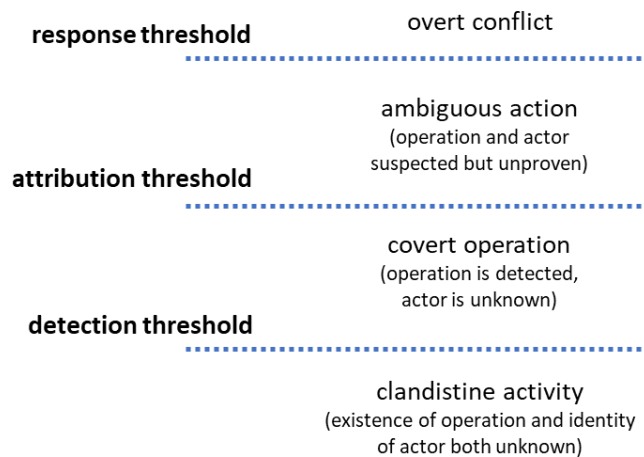 response threshold
overt conflict
ambiguous action
(operation and actor
suspected but unproven)
attribution threshold
covert operation
(operation is detected,
actor is unknown)
detection threshold
clandistine activity
(existence of operation and identity
of actor both unknown)